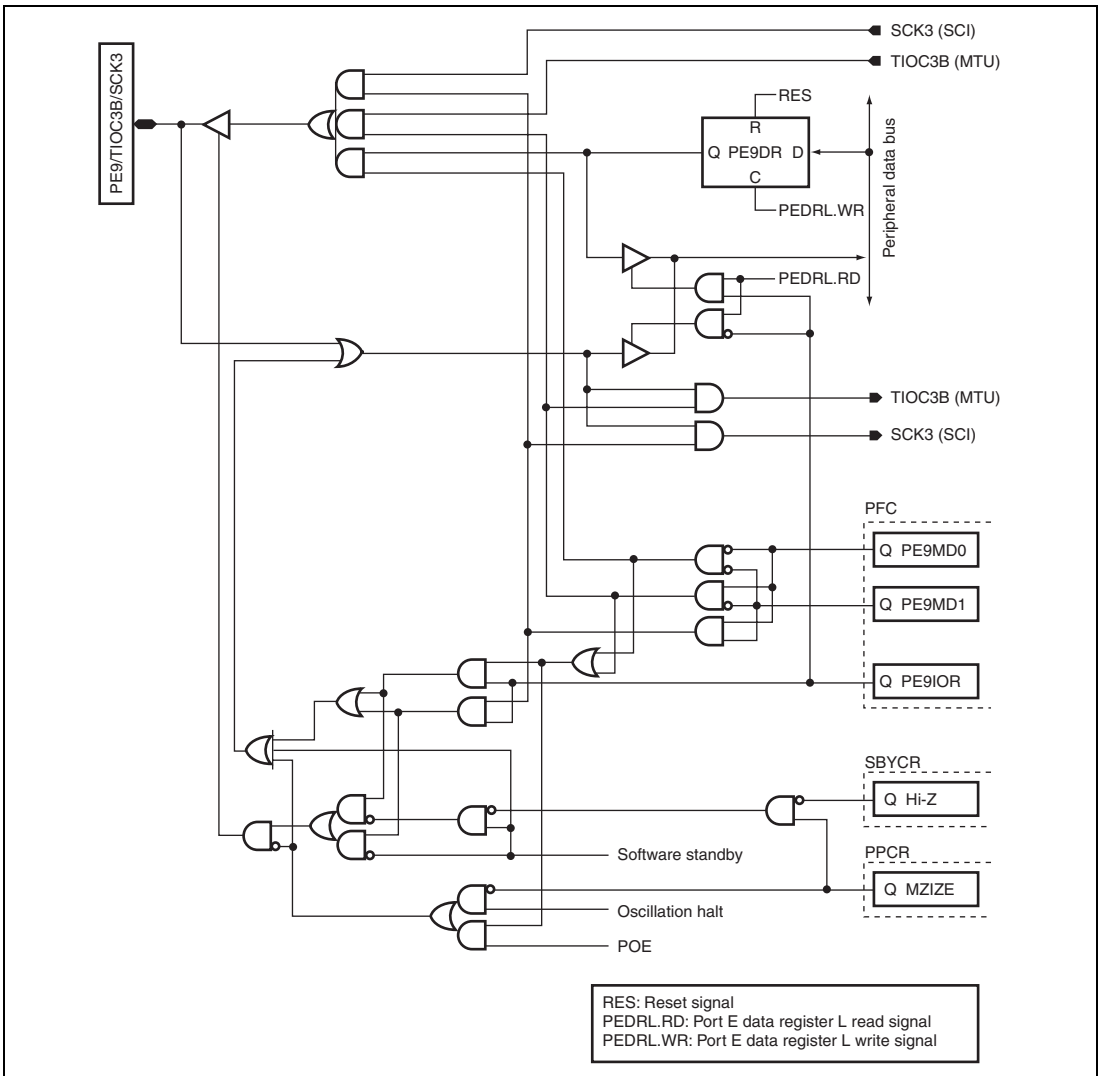 SCK3 (SCI)
TIOC3B (MTU)
PE9/TIOC3B/SCK3
RES
R
Q PE9DR D
C
PEDRL.WR
Peripheral data bus
PEDRL.RD
TIOC3B (MTU)
SCK3 (SCI)
PFC
Q PE9MD0
Q PE9MD1
Q PE9IOR
SBYCR
Q Hi-Z
Software standby
PPCR
Q MZIZE
Oscillation halt
POE
RES: Reset signal
PEDRL.RD: Port E data register L read signal
PEDRL.WR: Port E data register L write signal